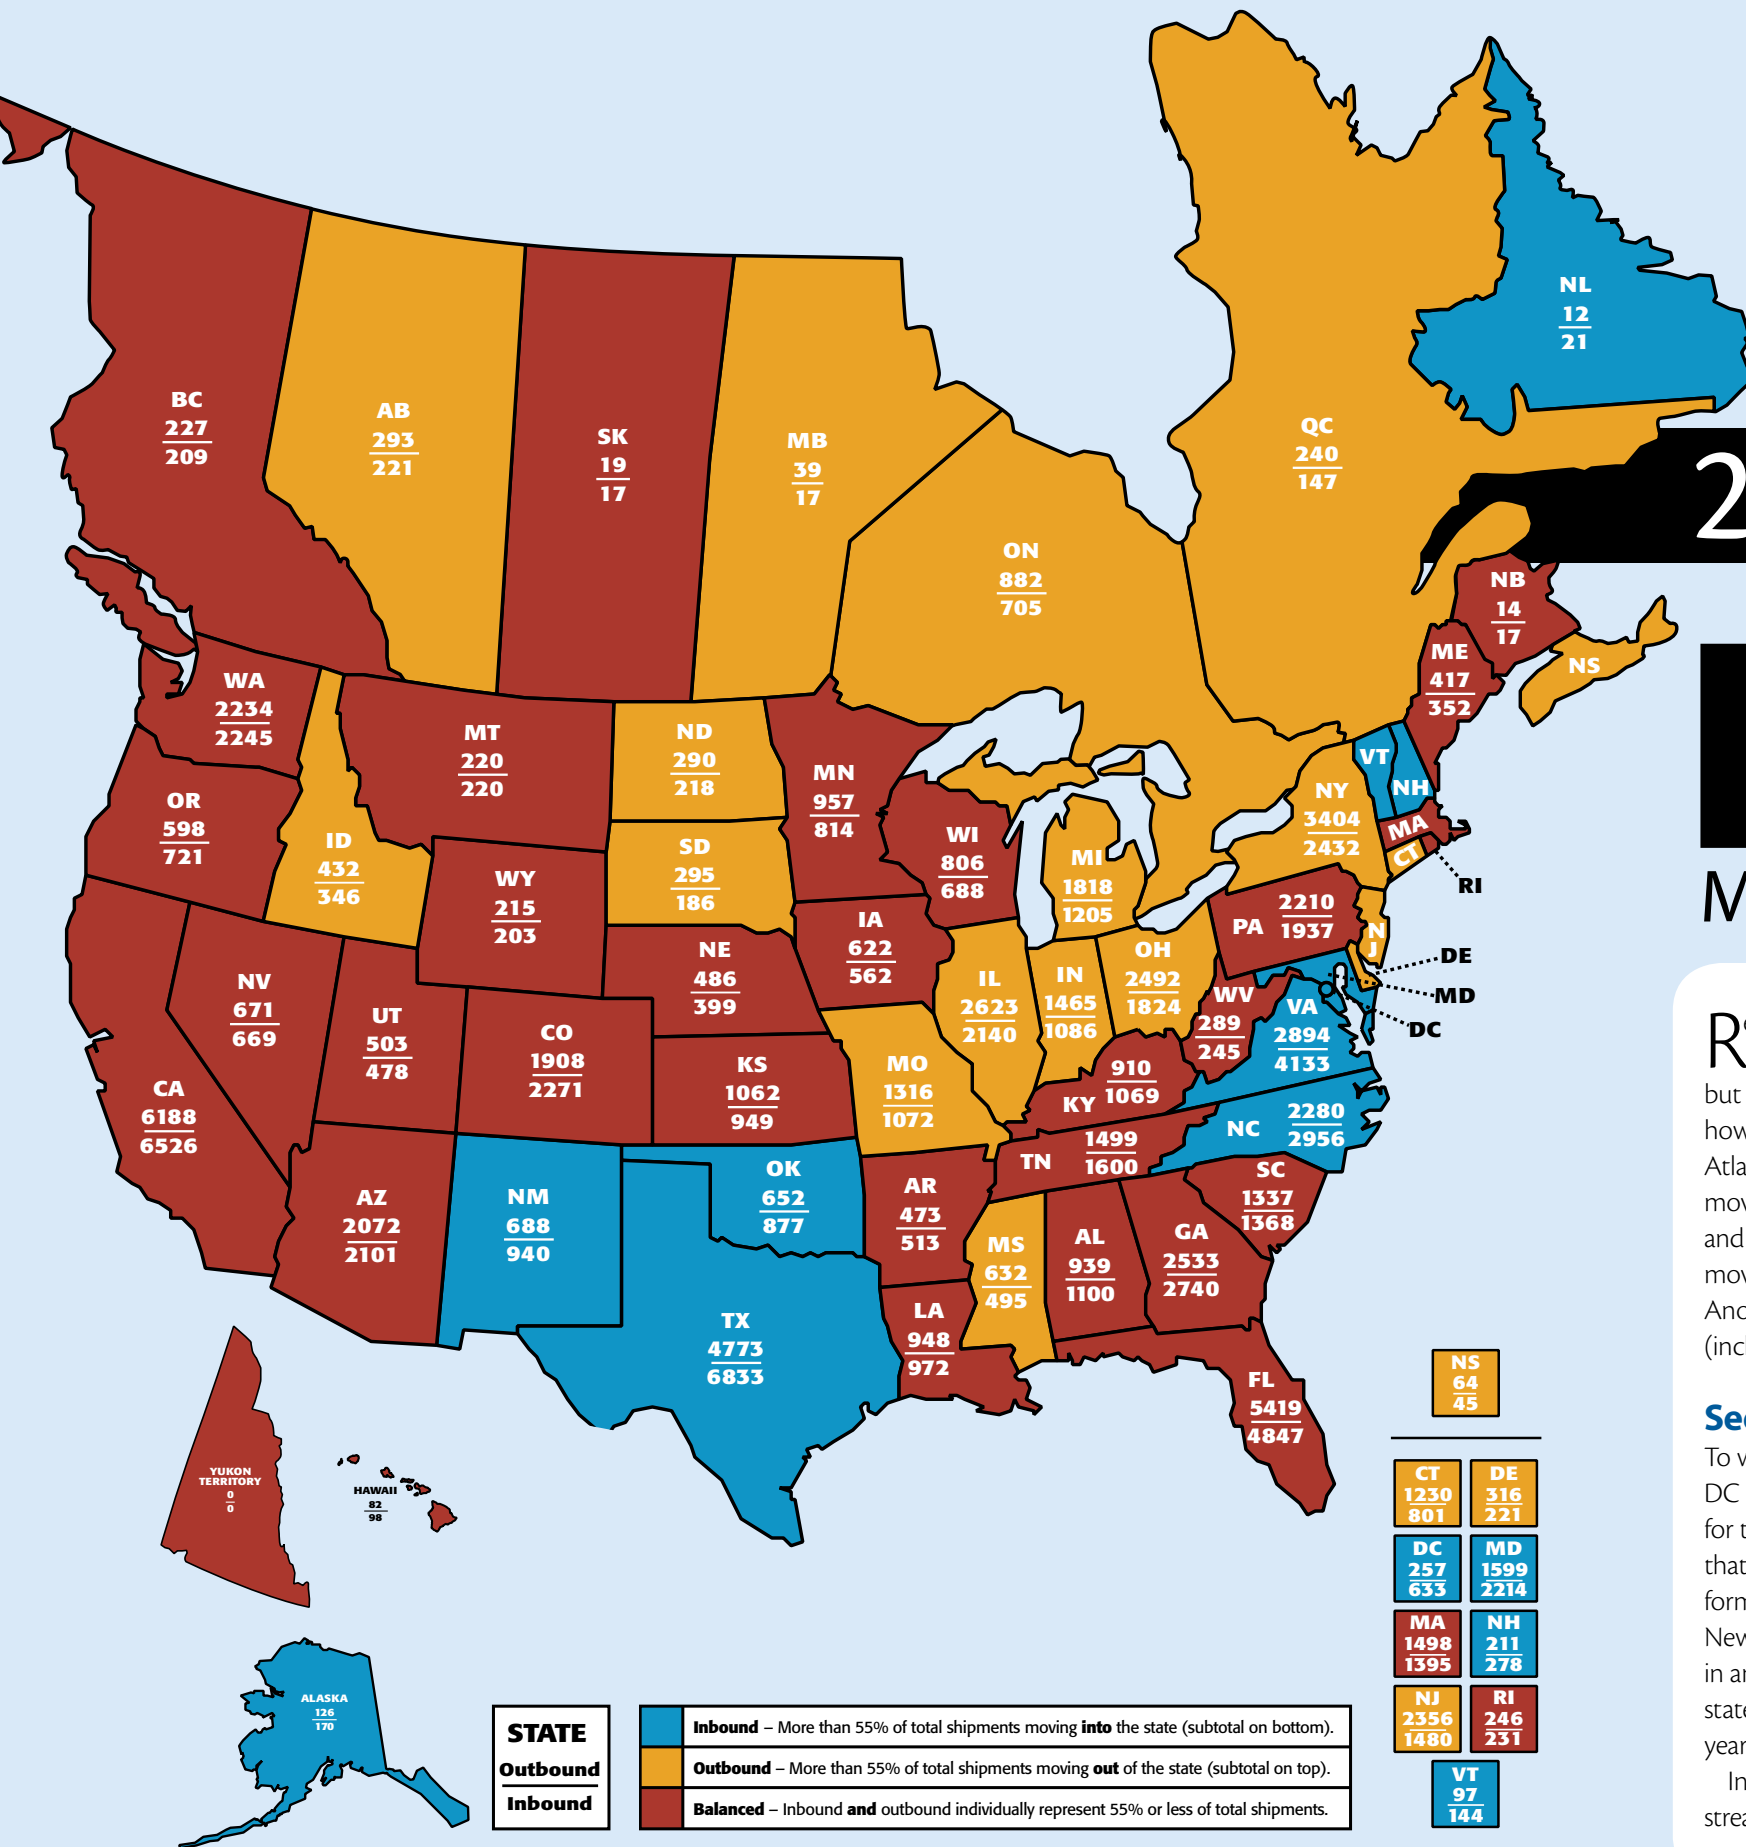 NL
12
21
BC
227
209
AB
293
221
SK
19
17
MB
39
17
QC
240
147
2
ON
882
705
NB
14
17
NS
ME
417
352
WA
2234
2245
MT
220
220
ND
290
218
MN
957
814
VT
NH
NY
3404
2432
MA
CT
RI
OR
598
721
ID
432
346
WY
215
203
SD
295
186
WI
806
688
MI
1818
1205
M
PA
2210
1937
NJ
DE
MD
DC
NE
486
399
IA
622
562
IL
2623
2140
IN
1465
1086
OH
2492
1824
WV
289
245
VA
2894
4133
NV
671
669
UT
503
478
CO
1908
2271
KS
1062
949
MO
1316
1072
KY
910
1069
CA
6188
6526
TN
1499
1600
NC
2280
2956
AZ
2072
2101
NM
688
940
OK
652
877
AR
473
513
SC
1337
1368
MS
632
495
AL
939
1100
GA
2533
2740
TX
4773
6833
LA
948
972
FL
5419
4847
YUKON
TERRITORY
0
0
HAWAII
82
98
ALASKA
126
170
NS
64
45
CT
1230
801
DE
316
221
DC
257
633
MD
1599
2214
MA
1498
1395
NH
211
278
NJ
2356
1480
RI
246
231
VT
97
144
STATE
Outbound
Inbound
Inbound – More than 55% of total shipments moving into the state (subtotal on bottom).
Outbound – More than 55% of total shipments moving out of the state (subtotal on top).
Balanced – Inbound and outbound individually represent 55% or less of total shipments.
R
but
how
Atla
mov
and
mov
Ano
(incl
Sec
To v
DC
for t
that
form
New
in a
state
year
In
strea